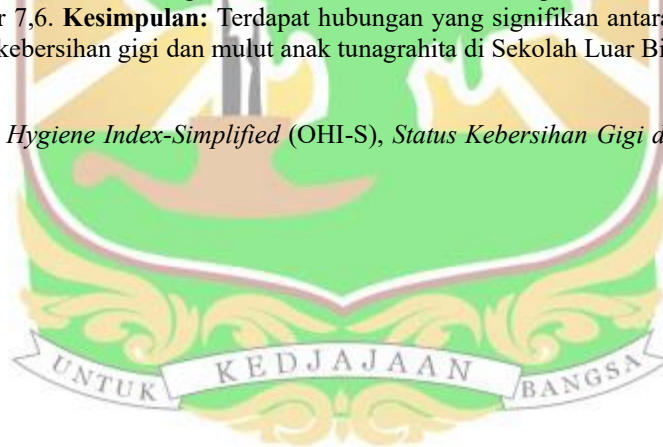 r 7,6. Kesimpulan: Terdapat hubungan yang signifikan antara
kebersihan gigi dan mulut anak tunagrahita di Sekolah Luar Bi
Hygiene Index-Simplified (OHI-S), Status Kebersihan Gigi d
UNTUK KEDJAJAAN BANGSA